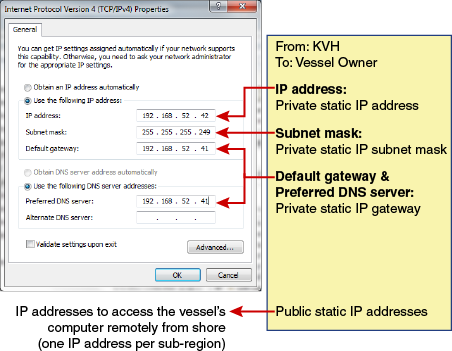 Internet Protocol Version 4 (TCP/IPv4) Properties
General
You can get IP settings assigned automatically if your network supports
this capability. Otherwise, you need to ask your network administrator
for the appropriate IP settings.
Obtain an IP address automatically
Use the following IP address:
IP address: 192 . 168 . 52 . 42
Subnet mask: 255 . 255 . 255 . 249
Default gateway: 192 . 168 . 52 . 41
Obtain DNS server address automatically
Use the following DNS server addresses:
Preferred DNS server: 192 . 168 . 52 . 41
Alternate DNS server: . . .
Validate settings upon exit
Advanced...
OK
Cancel
From: KVH
To: Vessel Owner
IP address:
Private static IP address
Subnet mask:
Private static IP subnet mask
Default gateway &
Preferred DNS server:
Private static IP gateway
Public static IP addresses
IP addresses to access the vessel's
computer remotely from shore
(one IP address per sub-region)